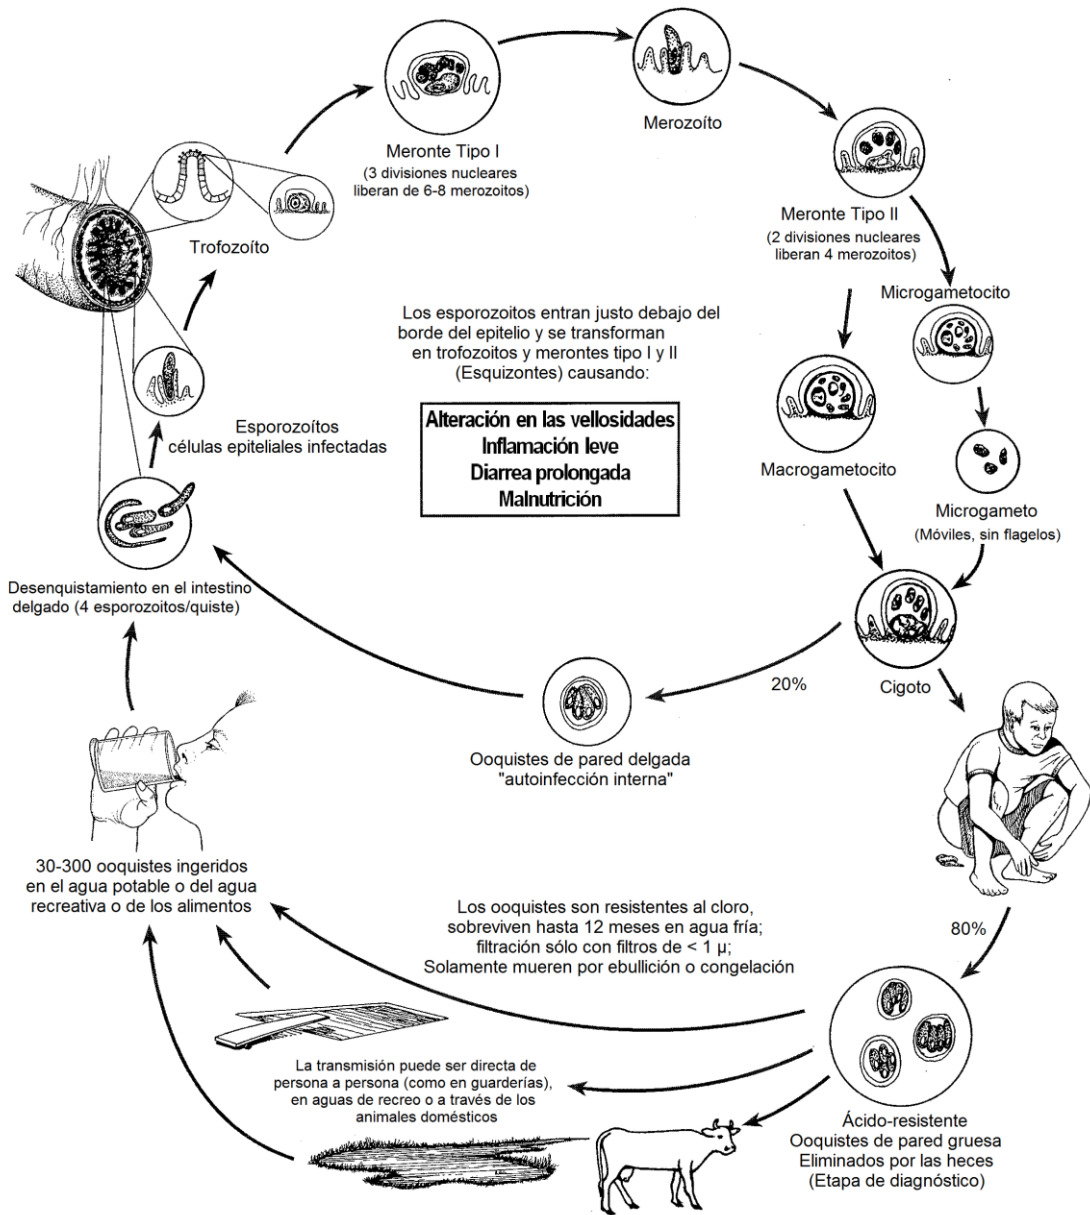 Meronte Tipo I
(3 divisiones nucleares
liberan de 6-8 merozoitos)
Merozoíto
Meronte Tipo II
(2 divisiones nucleares
liberan 4 merozoitos)
Trofozoíto
Microgametocito
Los esporozoitos entran justo debajo del
borde del epitelio y se transforman
en trofozoitos y merontes tipo I y II
(Esquizontes) causando:
Alteración en las vellosidades
Inflamación leve
Diarrea prolongada
Malnutrición
Esporozoítos
células epiteliales infectadas
Macrogametocito
Microgameto
(Móviles, sin flagelos)
Desenquistamiento en el intestino
delgado (4 esporozoitos/quiste)
20%
Cigoto
Ooquistes de pared delgada
"autoinfección interna"
30-300 ooquistes ingeridos
en el agua potable o del agua
recreativa o de los alimentos
Los ooquistes son resistentes al cloro,
sobreviven hasta 12 meses en agua fría;
filtración sólo con filtros de < 1 µ;
Solamente mueren por ebullición o congelación
80%
La transmisión puede ser directa de
persona a persona (como en guarderías),
en aguas de recreo o a través de los
animales domésticos
Ácido-resistente
Ooquistes de pared gruesa
Eliminados por las heces
(Etapa de diagnóstico)